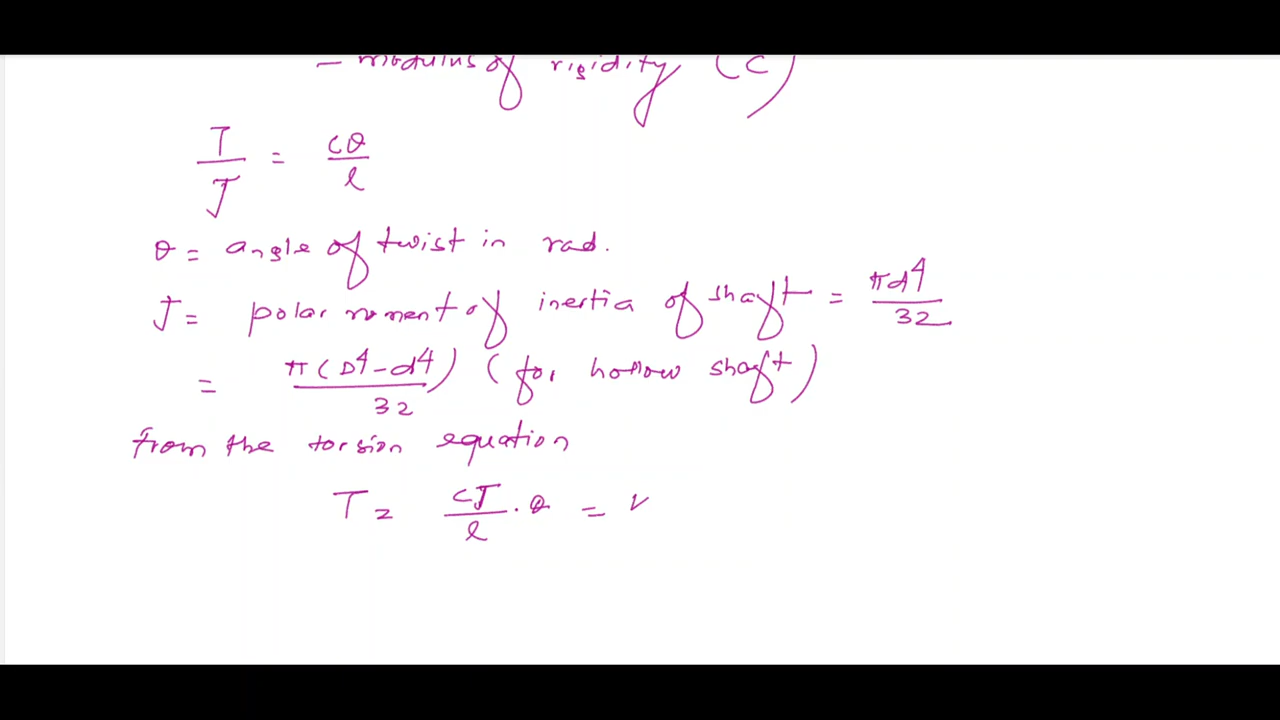 - modulus of rigidity (C)
T/J = Cθ/l
θ = angle of twist in rad.
J = polar moment of inertia of shaft = πd⁴/32
= π(D⁴-d⁴)/32 (for hollow shaft)
from the torsion equation
T = CJ/l · θ =